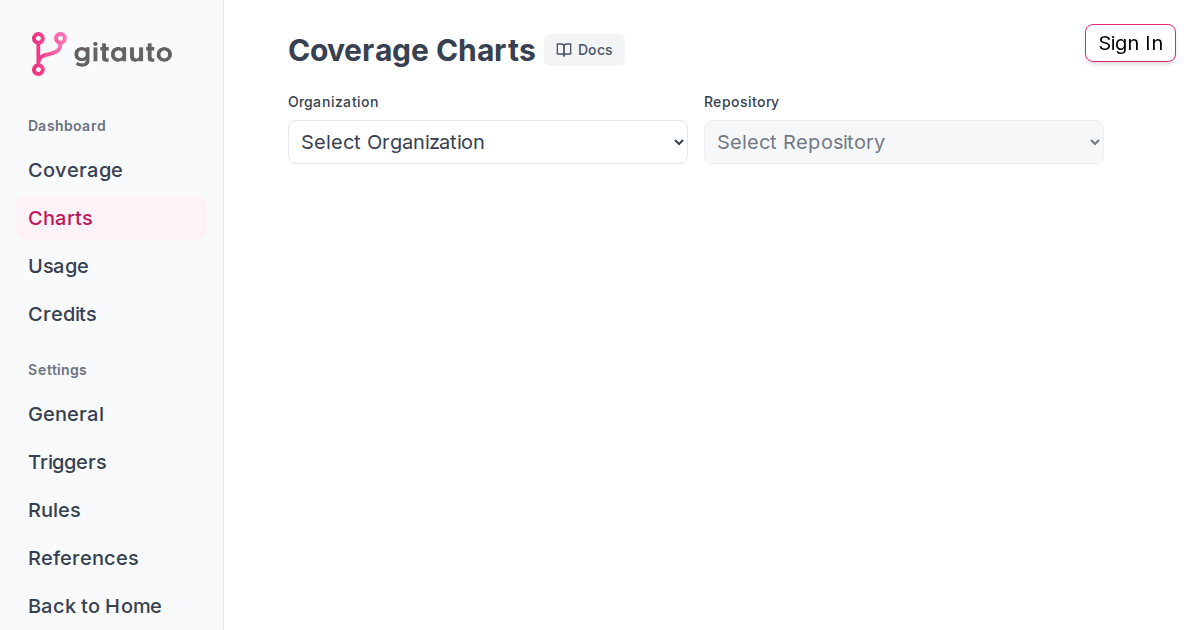 gitauto
Dashboard
Coverage
Charts
Usage
Credits
Settings
General
Triggers
Rules
References
Back to Home
Coverage Charts
Docs
Sign In
Organization
Select Organization
Repository
Select Repository